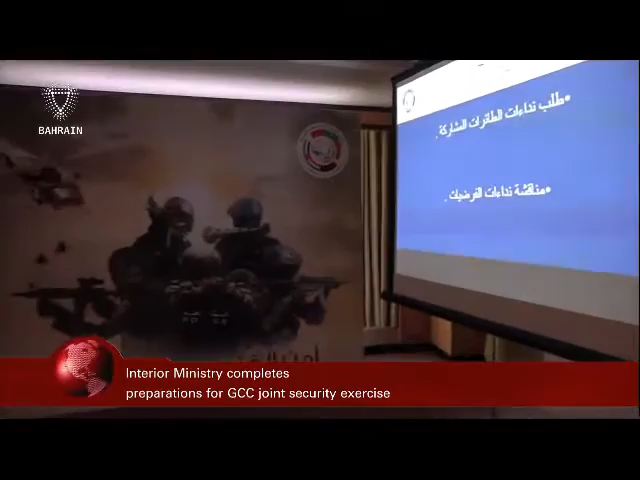 BAHRAIN
•طلب نداءات الطائرات المشاركة .
•مناقشة نداءات الفرضيات .
Interior Ministry completes
preparations for GCC joint security exercise